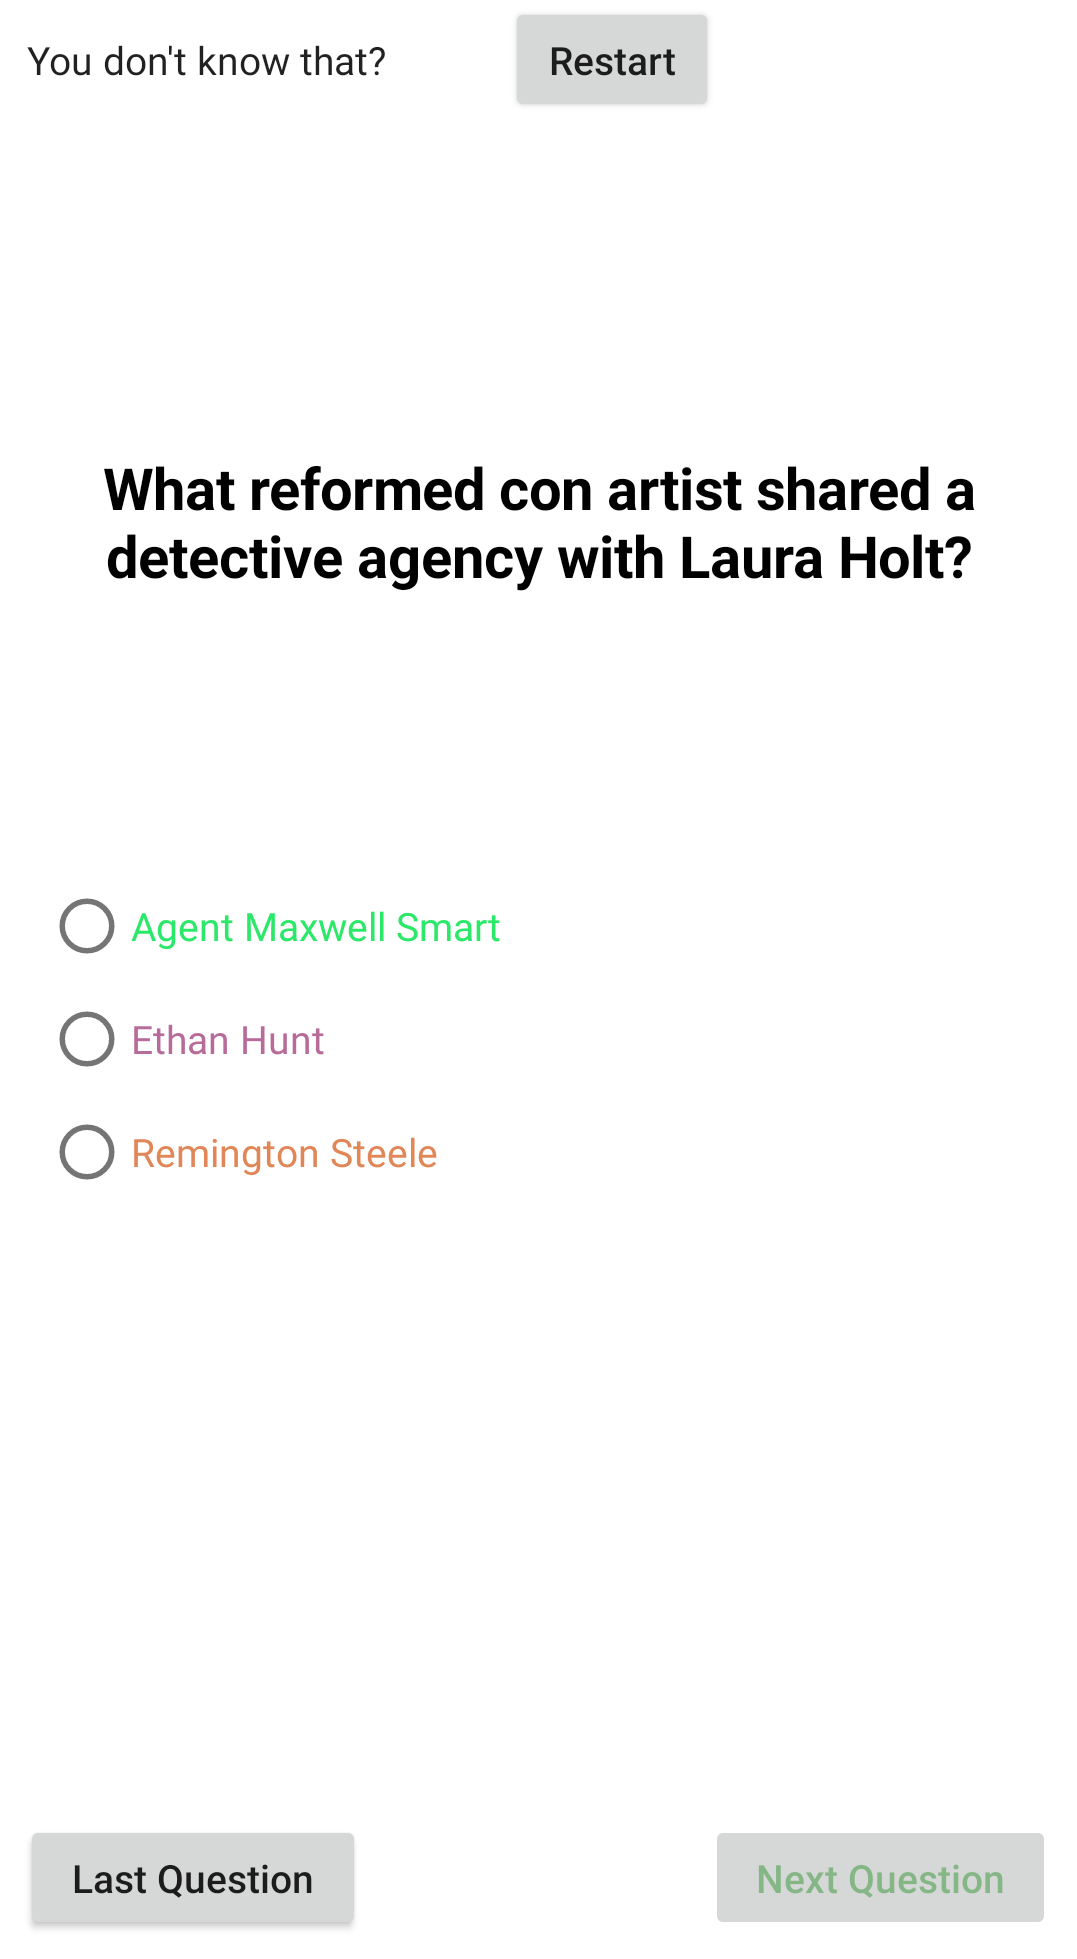 You don't know that?
Restart
What reformed con artist shared a
detective agency with Laura Holt?
Agent Maxwell Smart
Ethan Hunt
Remington Steele
Last Question
Next Question